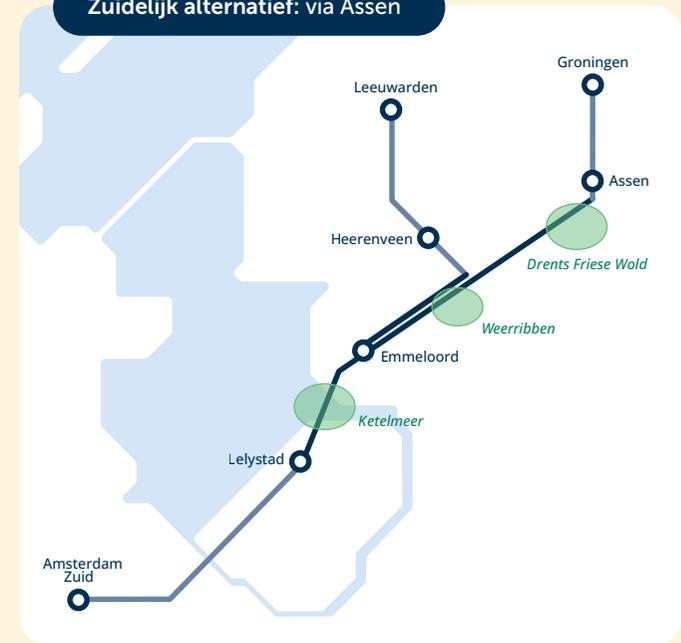 Zuidelijk alternatief: via Assen
Groningen
Leeuwarden
Assen
Heerenveen
Drents Friese Wold
Weerribben
Emmeloord
Ketelmeer
Lelystad
Amsterdam
Zuid